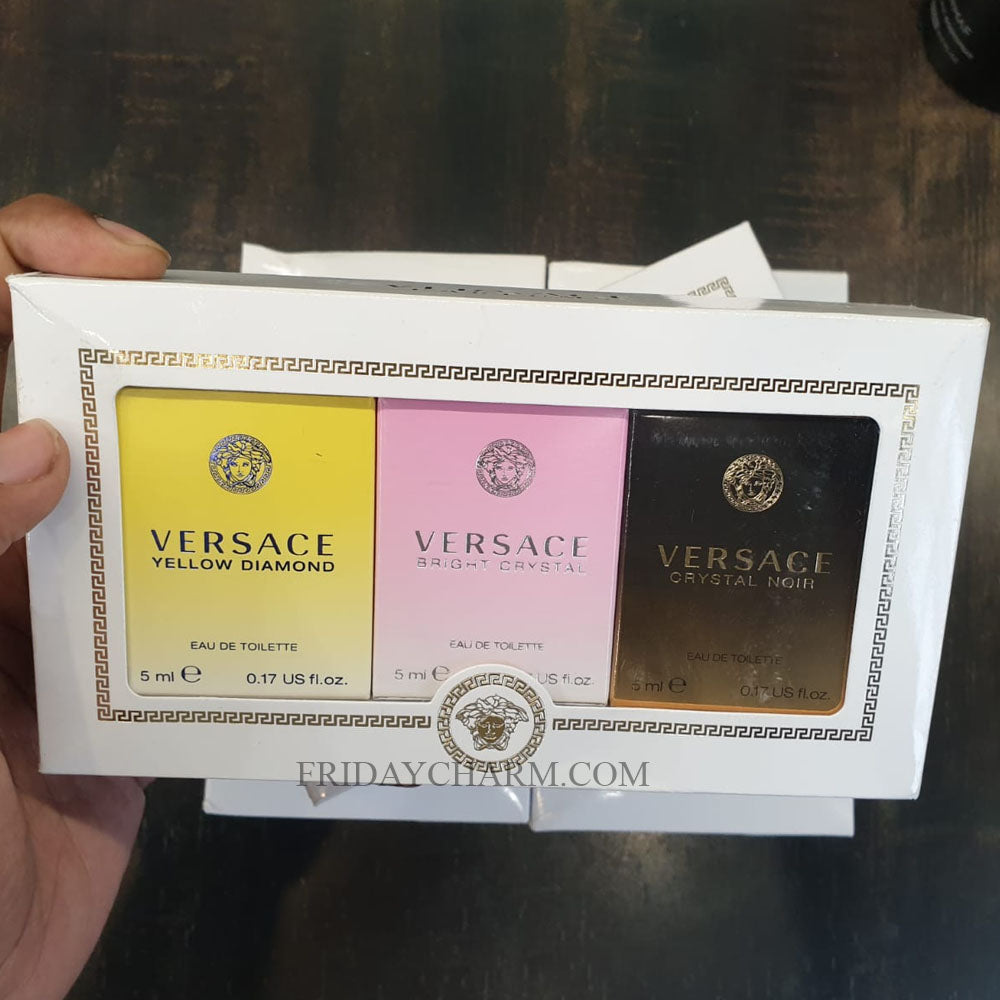 VERSACE
YELLOW DIAMOND
EAU DE TOILETTE
5 ml e 0.17 US fl.oz.
VERSACE
BRIGHT CRYSTAL
EAU DE TOILETTE
5 ml e US fl.oz.
VERSACE
CRYSTAL NOIR
EAU DE TOILETTE
5 ml e 0.17 US fl.oz.
FRIDAYCHARM.COM